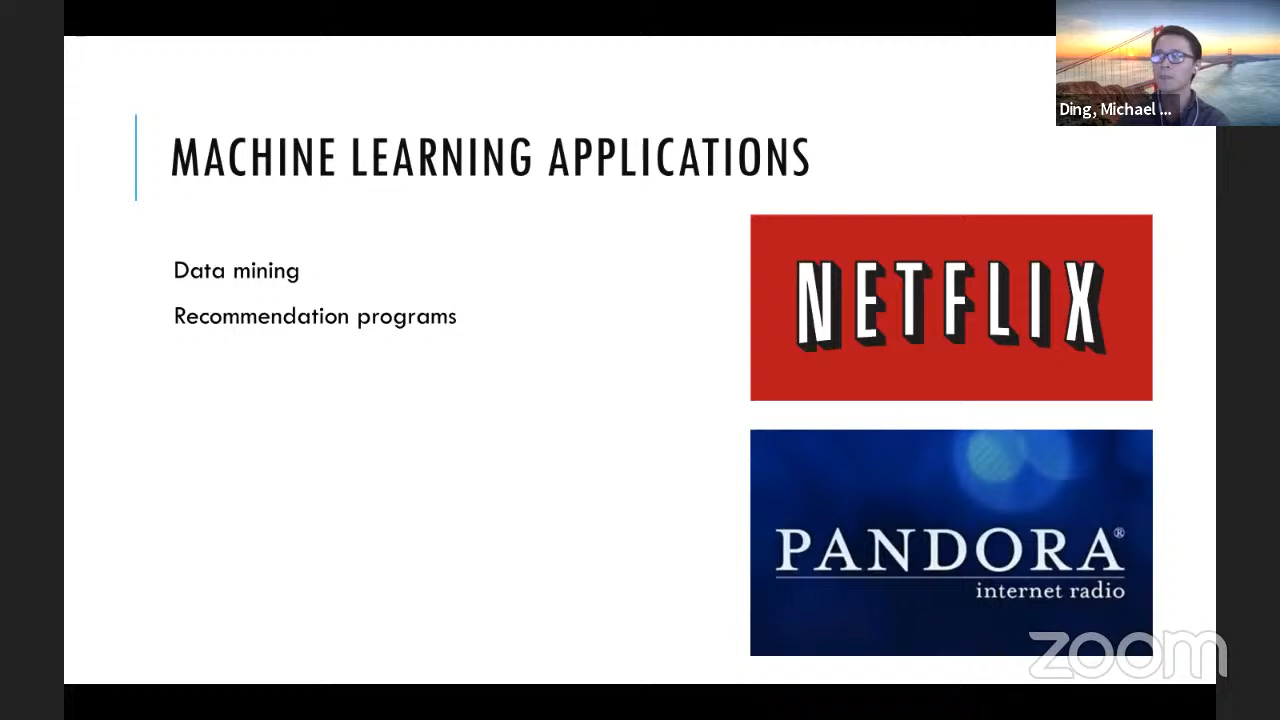 Ding, Michael ...
MACHINE LEARNING APPLICATIONS
Data mining
Recommendation programs
NETFLIX
PANDORA®
internet radio
zoom